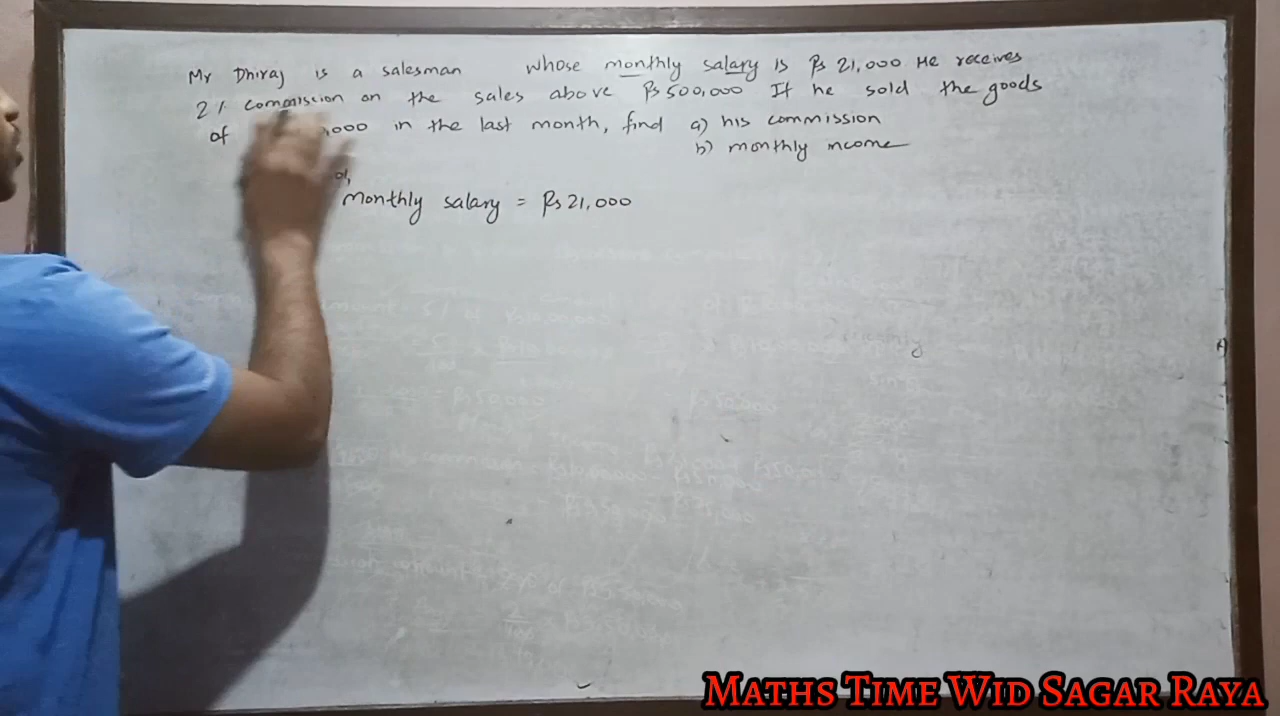 Mr Dhiraj is a salesman whose monthly salary is Rs 21,000 He receives
2% commission on the sales above Rs 500,000 If he sold the goods
of ,000 in the last month, find a) his commission
b) monthly income
monthly salary = Rs 21,000
MATHS TIME WID SAGAR RAYA